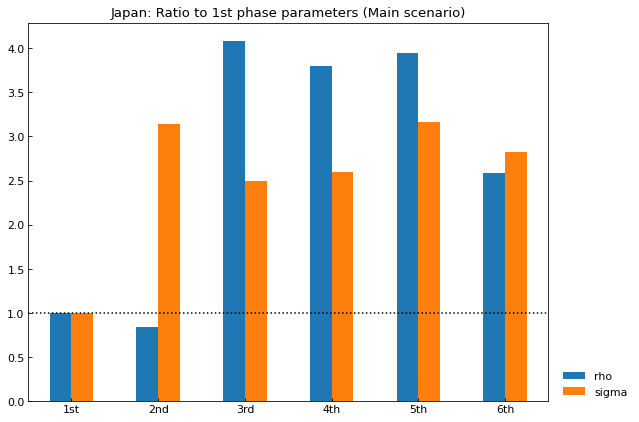 Japan: Ratio to 1st phase parameters (Main scenario)
4.0
3.5
3.0
2.5
2.0
1.5
1.0
0.5
0.0
1st 2nd 3rd 4th 5th 6th
rho
sigma